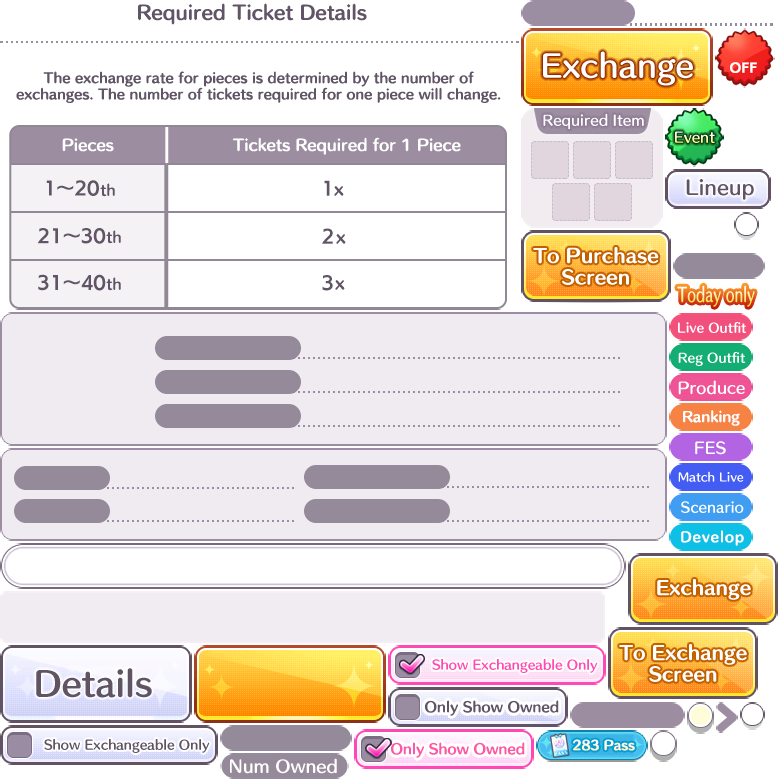 Required Ticket Details
The exchange rate for pieces is determined by the number of
exchanges. The number of tickets required for one piece will change.
Pieces
Tickets Required for 1 Piece
1～20th
1x
21～30th
2x
31～40th
3x
Exchange
OFF
Required Item
Event
Lineup
To Purchase
Screen
Today only
Live Outfit
Reg Outfit
Produce
Ranking
FES
Match Live
Scenario
Develop
Exchange
To Exchange
Screen
Details
Show Exchangeable Only
Only Show Owned
Show Exchangeable Only
Num Owned
Only Show Owned
283 Pass